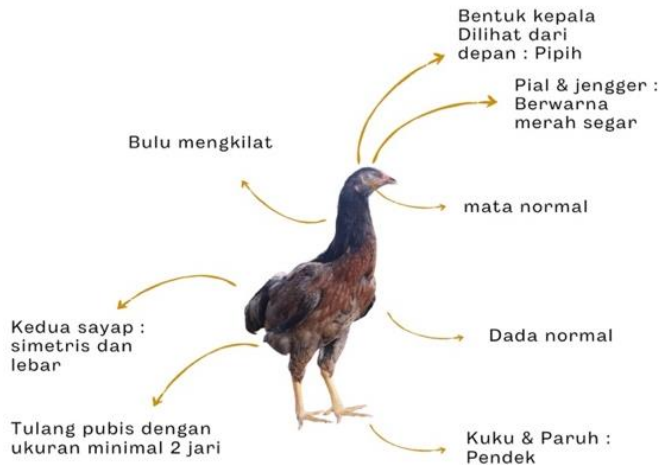 Bentuk kepala
Dilihat dari
depan : Pipih
Pial & jengger :
Berwarna
merah segar
Bulu mengkilat
mata normal
Kedua sayap :
simetris dan
lebar
Dada normal
Tulang pubis dengan
ukuran minimal 2 jari
Kuku & Paruh :
Pendek